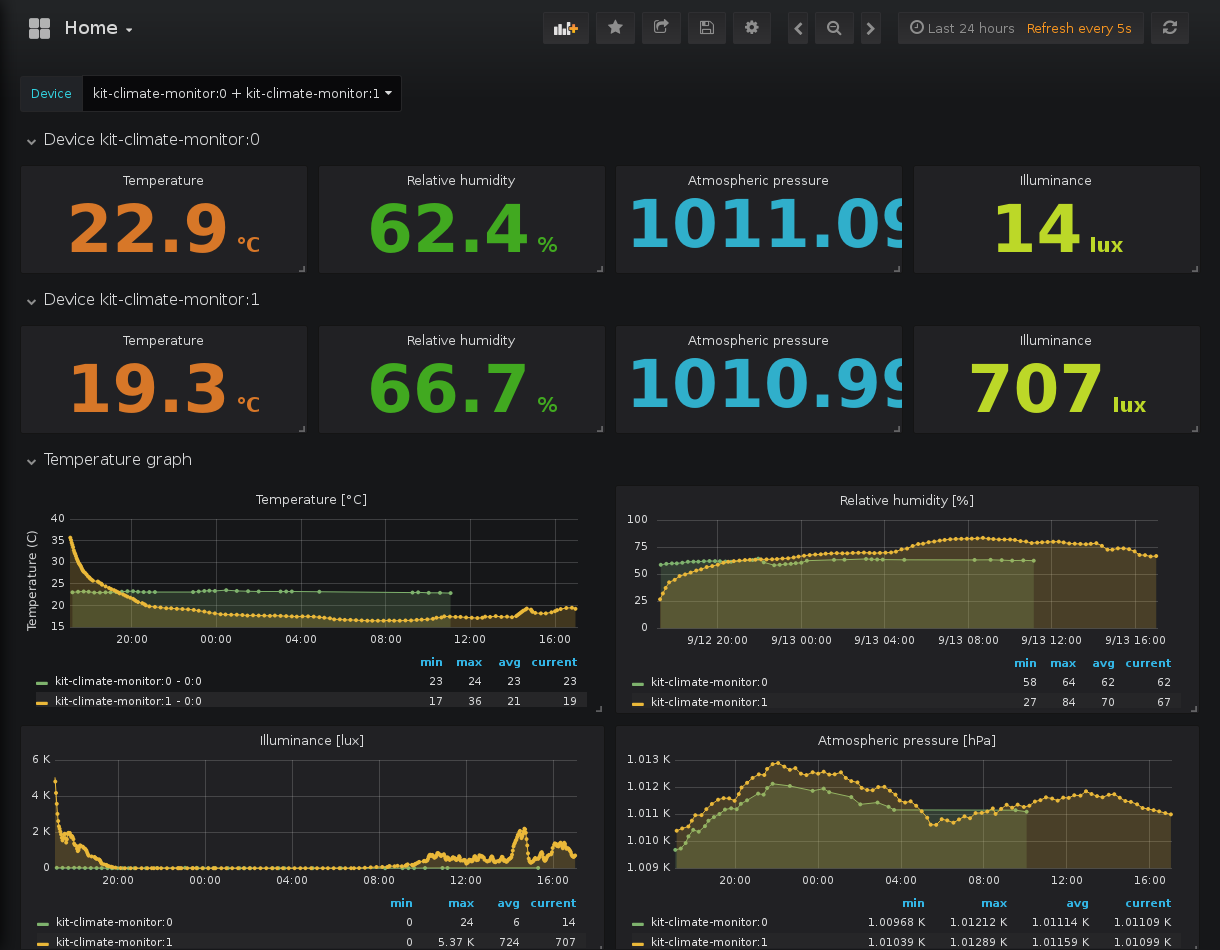 Home
Last 24 hours Refresh every 5s
Device kit-climate-monitor:0 + kit-climate-monitor:1
Device kit-climate-monitor:0
Temperature Relative humidity Atmospheric pressure Illuminance
22.9 °C 62.4 % 1011.09 14 lux
Device kit-climate-monitor:1
Temperature Relative humidity Atmospheric pressure Illuminance
19.3 °C 66.7 % 1010.99 707 lux
Temperature graph
Temperature [°C]
Temperature (C)
40
35
30
25
20
15
20:00 00:00 04:00 08:00 12:00 16:00
min max avg current
kit-climate-monitor:0 - 0:0 23 24 23 23
kit-climate-monitor:1 - 0:0 17 36 21 19
Relative humidity [%]
100
75
50
25
0
9/12 20:00 9/13 00:00 9/13 04:00 9/13 08:00 9/13 12:00 9/13 16:00
min max avg current
kit-climate-monitor:0 58 64 62 62
kit-climate-monitor:1 27 84 70 67
Illuminance [lux]
6 K
4 K
2 K
0
20:00 00:00 04:00 08:00 12:00 16:00
min max avg current
kit-climate-monitor:0 0 24 6 14
kit-climate-monitor:1 0 5.37 K 724 707
Atmospheric pressure [hPa]
1.013 K
1.012 K
1.011 K
1.010 K
1.009 K
20:00 00:00 04:00 08:00 12:00 16:00
min max avg current
kit-climate-monitor:0 1.00968 K 1.01212 K 1.01114 K 1.01109 K
kit-climate-monitor:1 1.01039 K 1.01289 K 1.01159 K 1.01099 K